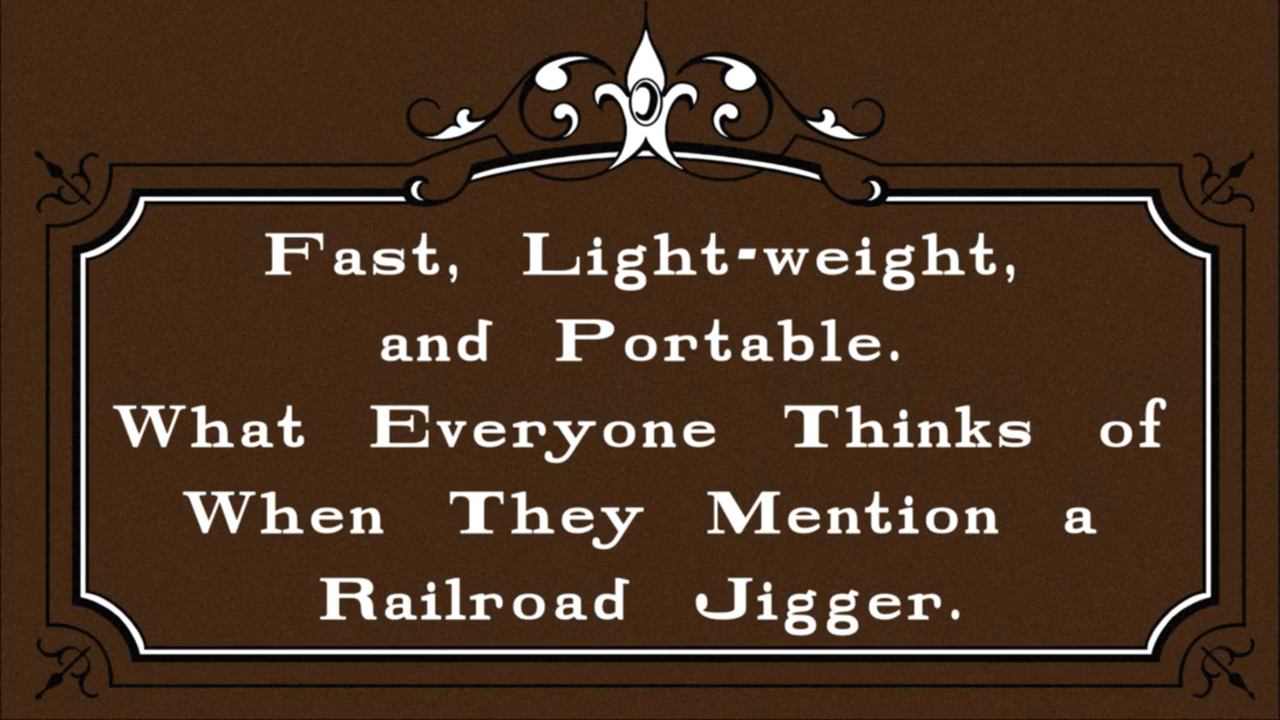 Fast, Light-weight,
and Portable.
What Everyone Thinks of
When They Mention a
Railroad Jigger.